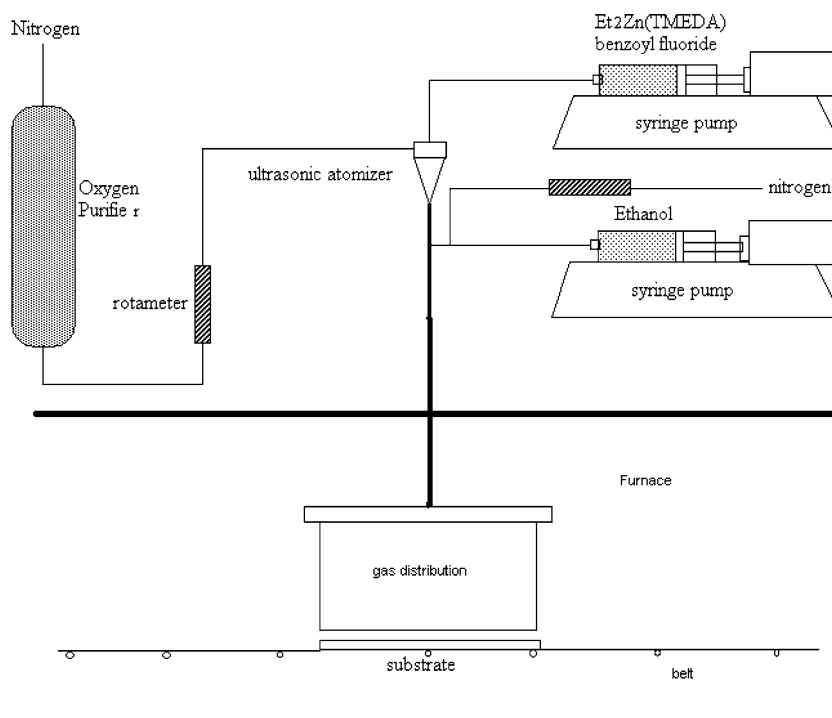 Nitrogen
Et2Zn(TMEDA)
benzoyl fluoride
syringe pump
ultrasonic atomizer
Oxygen
Purifie r
nitrogen
Ethanol
syringe pump
rotameter
Furnace
gas distribution
substrate
belt